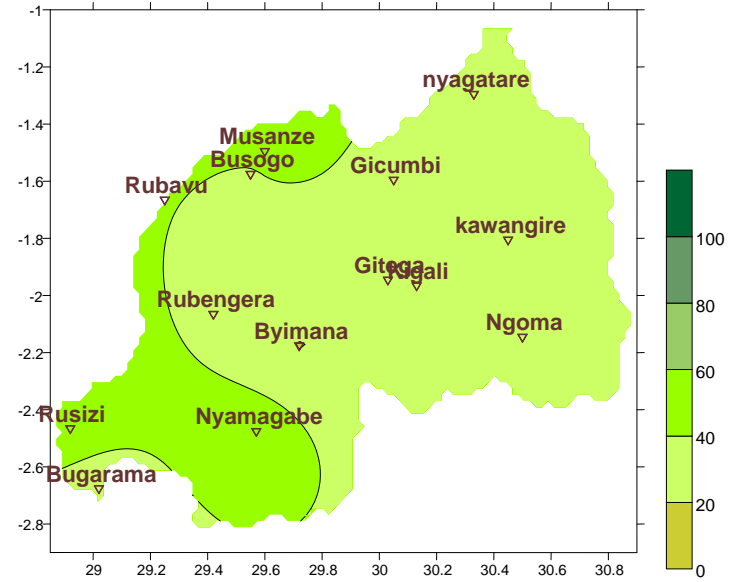 -1
-1.2
-1.4
-1.6
-1.8
-2
-2.2
-2.4
-2.6
-2.8
29
29.2
29.4
29.6
29.8
30
30.2
30.4
30.6
30.8
nyagatare
Musanze
Busogo
Gicumbi
Rubavu
kawangire
Gitega
Kigali
Rubengera
Ngoma
Byimana
Rusizi
Nyamagabe
Bugarama
100
80
60
40
20
0